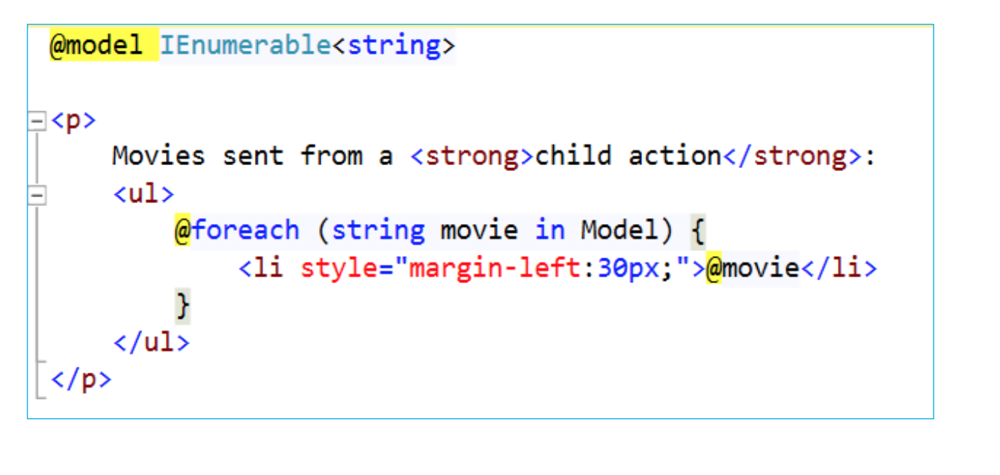 @model IEnumerable<string>
<p>
Movies sent from a <strong>child action</strong>:
<ul>
@foreach (string movie in Model) {
<li style="margin-left:30px;">@movie</li>
}
</ul>
</p>